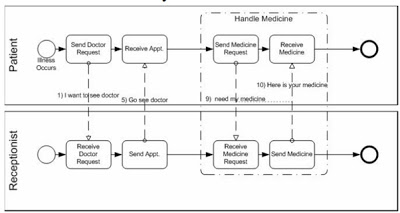 Handle Medicine
Patient
Illness
Occurs
Send Doctor
Request
Receive Appt.
Send Medicine
Request
Receive
Medicine
1) I want to see doctor
5) Go see doctor
9) need my medicine
10) Here is your medicine
Receptionist
Receive
Doctor
Request
Send Appt.
Receive
Medicine
Request
Send Medicine